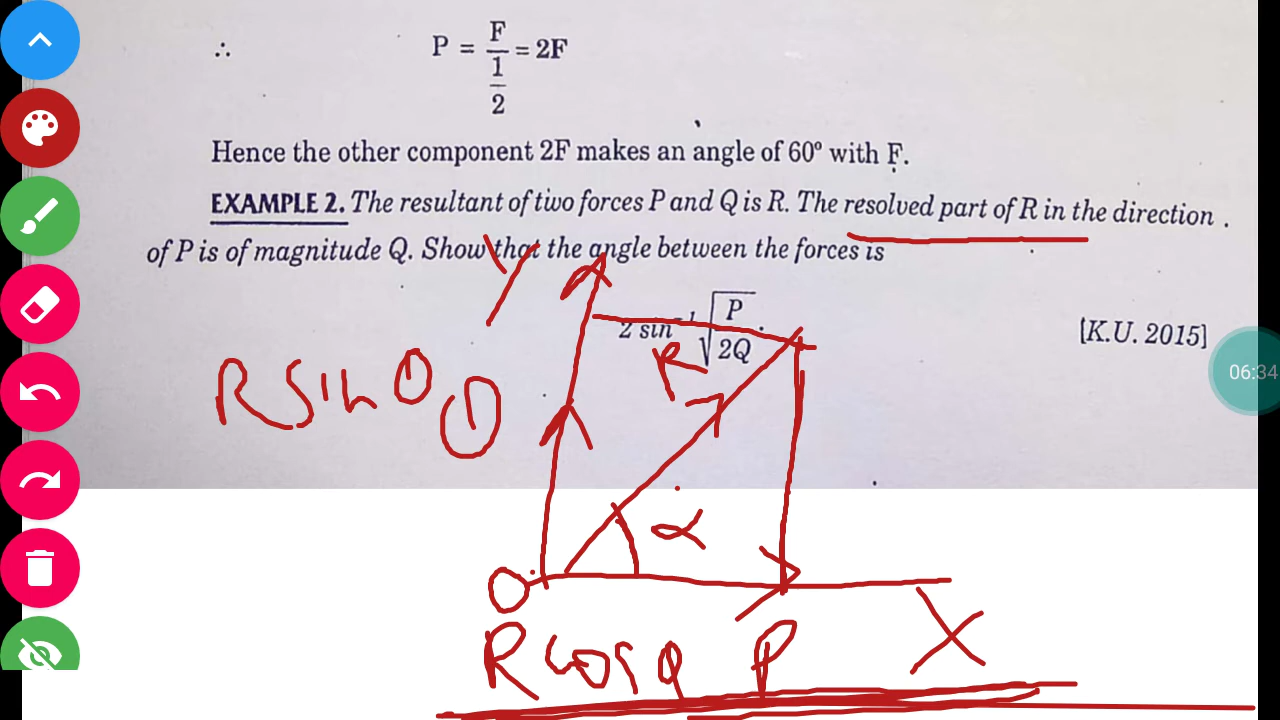 ∴ P = F / 1/2 = 2F
Hence the other component 2F makes an angle of 60° with F.
EXAMPLE 2. The resultant of two forces P and Q is R. The resolved part of R in the direction
of P is of magnitude Q. Show that the angle between the forces is
2 sin⁻¹ √P/2Q.
[K.U. 2015]
06:34
Y
R
R sin θ
α
O
X
R cos
P